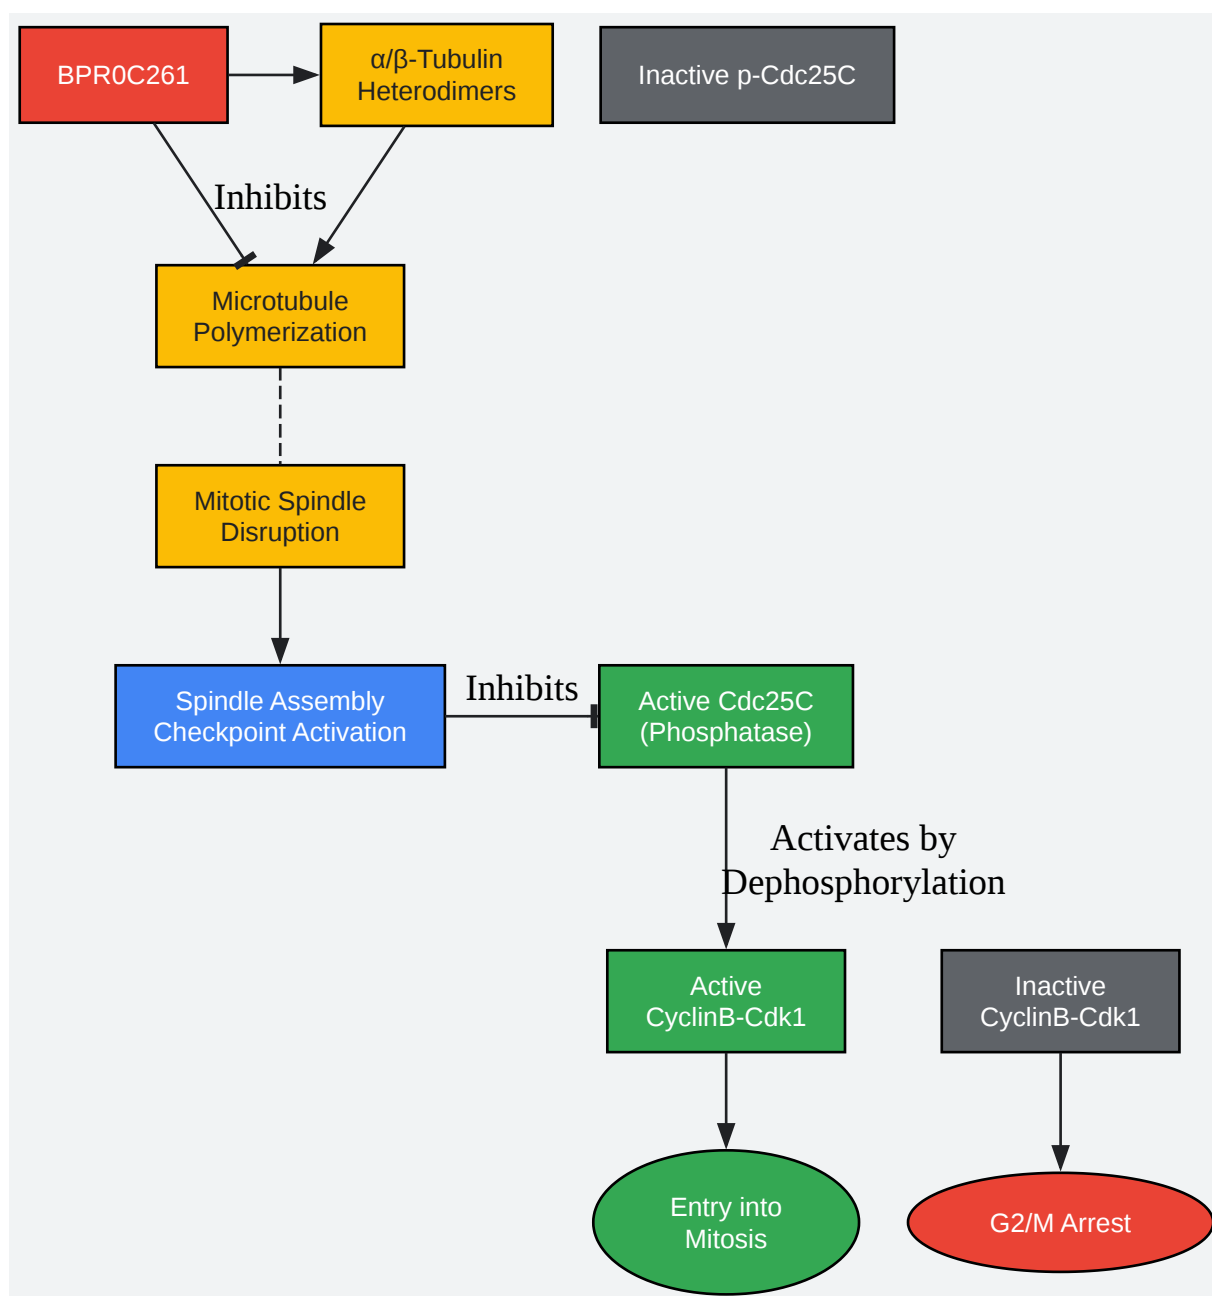 BPR0C261
α/β-Tubulin
Heterodimers
Inactive p-Cdc25C
Inhibits
Microtubule
Polymerization
Mitotic Spindle
Disruption
Spindle Assembly
Checkpoint Activation
Inhibits
Active Cdc25C
(Phosphatase)
Activates by
Dephosphorylation
Active
CyclinB-Cdk1
Inactive
CyclinB-Cdk1
Entry into
Mitosis
G2/M Arrest